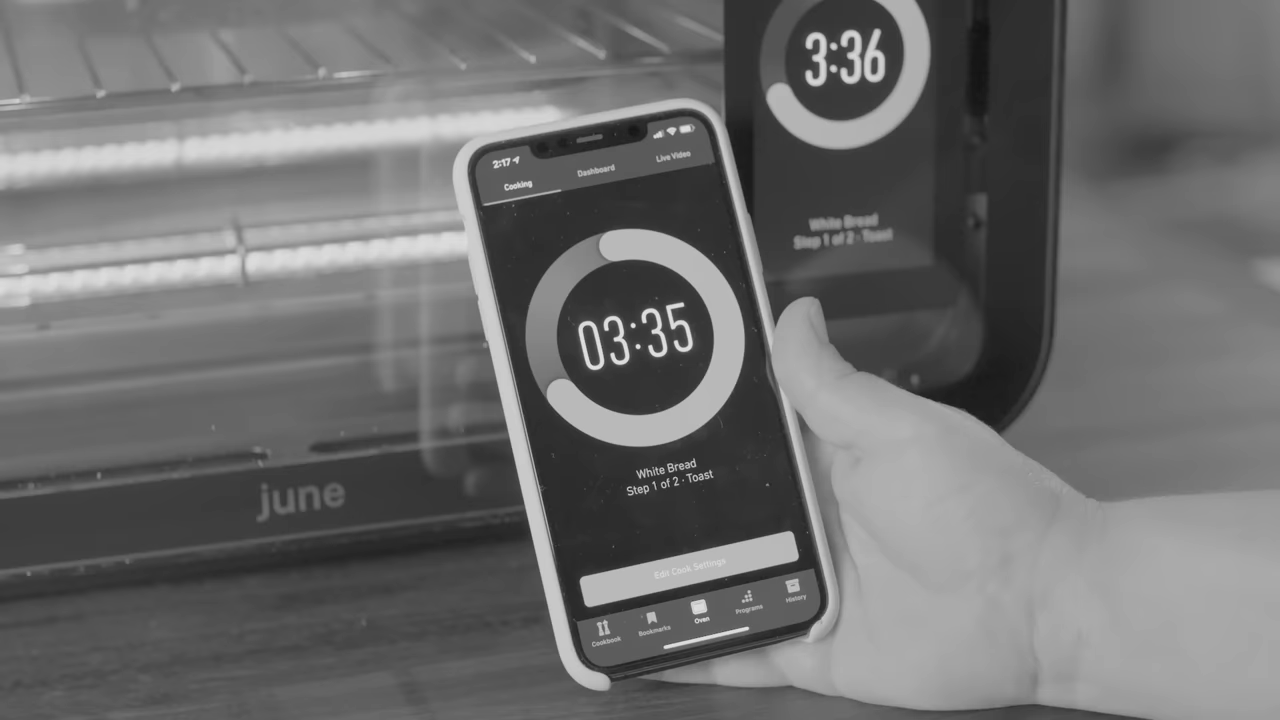 3:36
White Bread
Step 1 of 2 · Toast
june
2:17
Cooking
Dashboard
Live Video
03:35
White Bread
Step 1 of 2 · Toast
Edit Cook Settings
Cookbook
Bookmarks
Oven
Programs
History